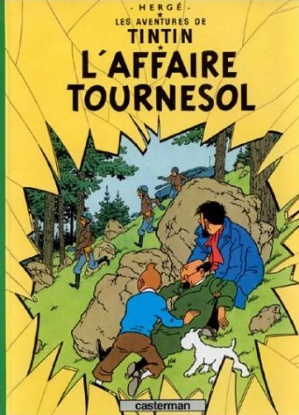 - HERGÉ -
LES AVENTURES DE
TINTIN
L'AFFAIRE
TOURNESOL
casterman